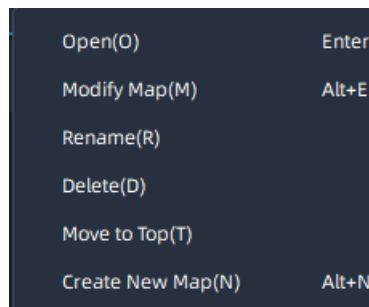 Open(O) Enter
Modify Map(M) Alt+E
Rename(R)
Delete(D)
Move to Top(T)
Create New Map(N) Alt+N